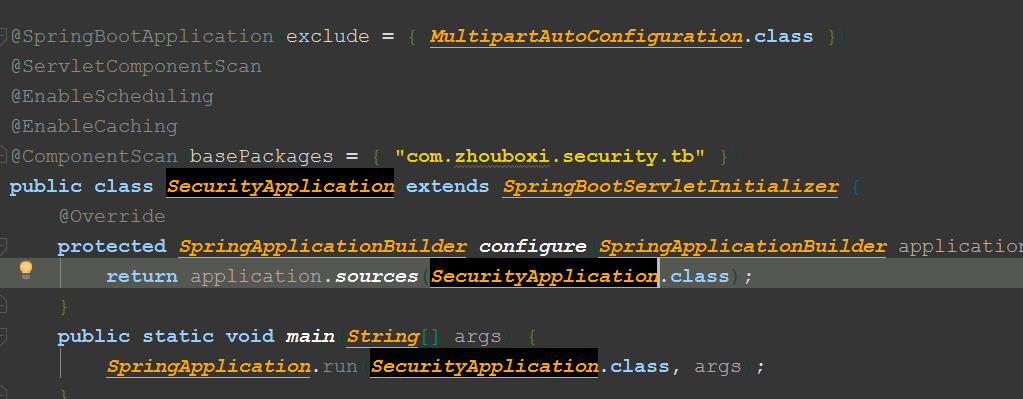 @SpringBootApplication(exclude = { MultipartAutoConfiguration.class })
@ServletComponentScan
@EnableScheduling
@EnableCaching
@ComponentScan(basePackages = { "com.zhouboxi.security.tb" })
public class SecurityApplication extends SpringBootServletInitializer {
@Override
protected SpringApplicationBuilder configure(SpringApplicationBuilder application
return application.sources(SecurityApplication.class);
}
public static void main(String[] args) {
SpringApplication.run(SecurityApplication.class, args);
}